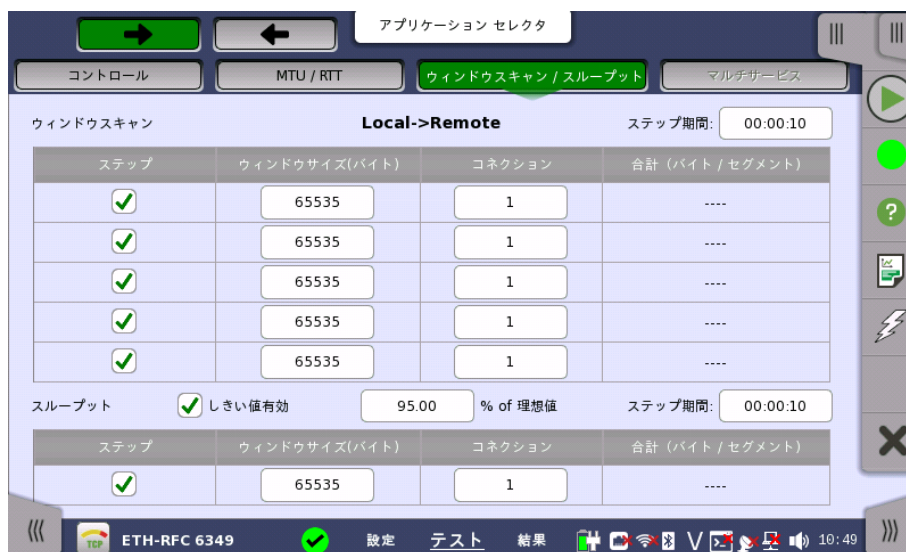 アプリケーション セレクタ
コントロール MTU / RTT ウィンドウスキャン / スループット マルチサービス
ウィンドウスキャン Local->Remote ステップ期間: 00:00:10
ステップ ウィンドウサイズ(バイト) コネクション 合計 (バイト / セグメント)
65535 1 ----
65535 1 ----
65535 1 ----
65535 1 ----
65535 1 ----
スループット しきい値有効 95.00 % of 理想値 ステップ期間: 00:00:10
ステップ ウィンドウサイズ(バイト) コネクション 合計 (バイト / セグメント)
65535 1 ----
TCP ETH-RFC 6349 設定 テスト 結果 10:49